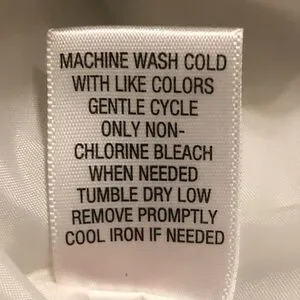 MACHINE WASH COLD
WITH LIKE COLORS
GENTLE CYCLE
ONLY NON-
CHLORINE BLEACH
WHEN NEEDED
TUMBLE DRY LOW
REMOVE PROMPTLY
COOL IRON IF NEEDED